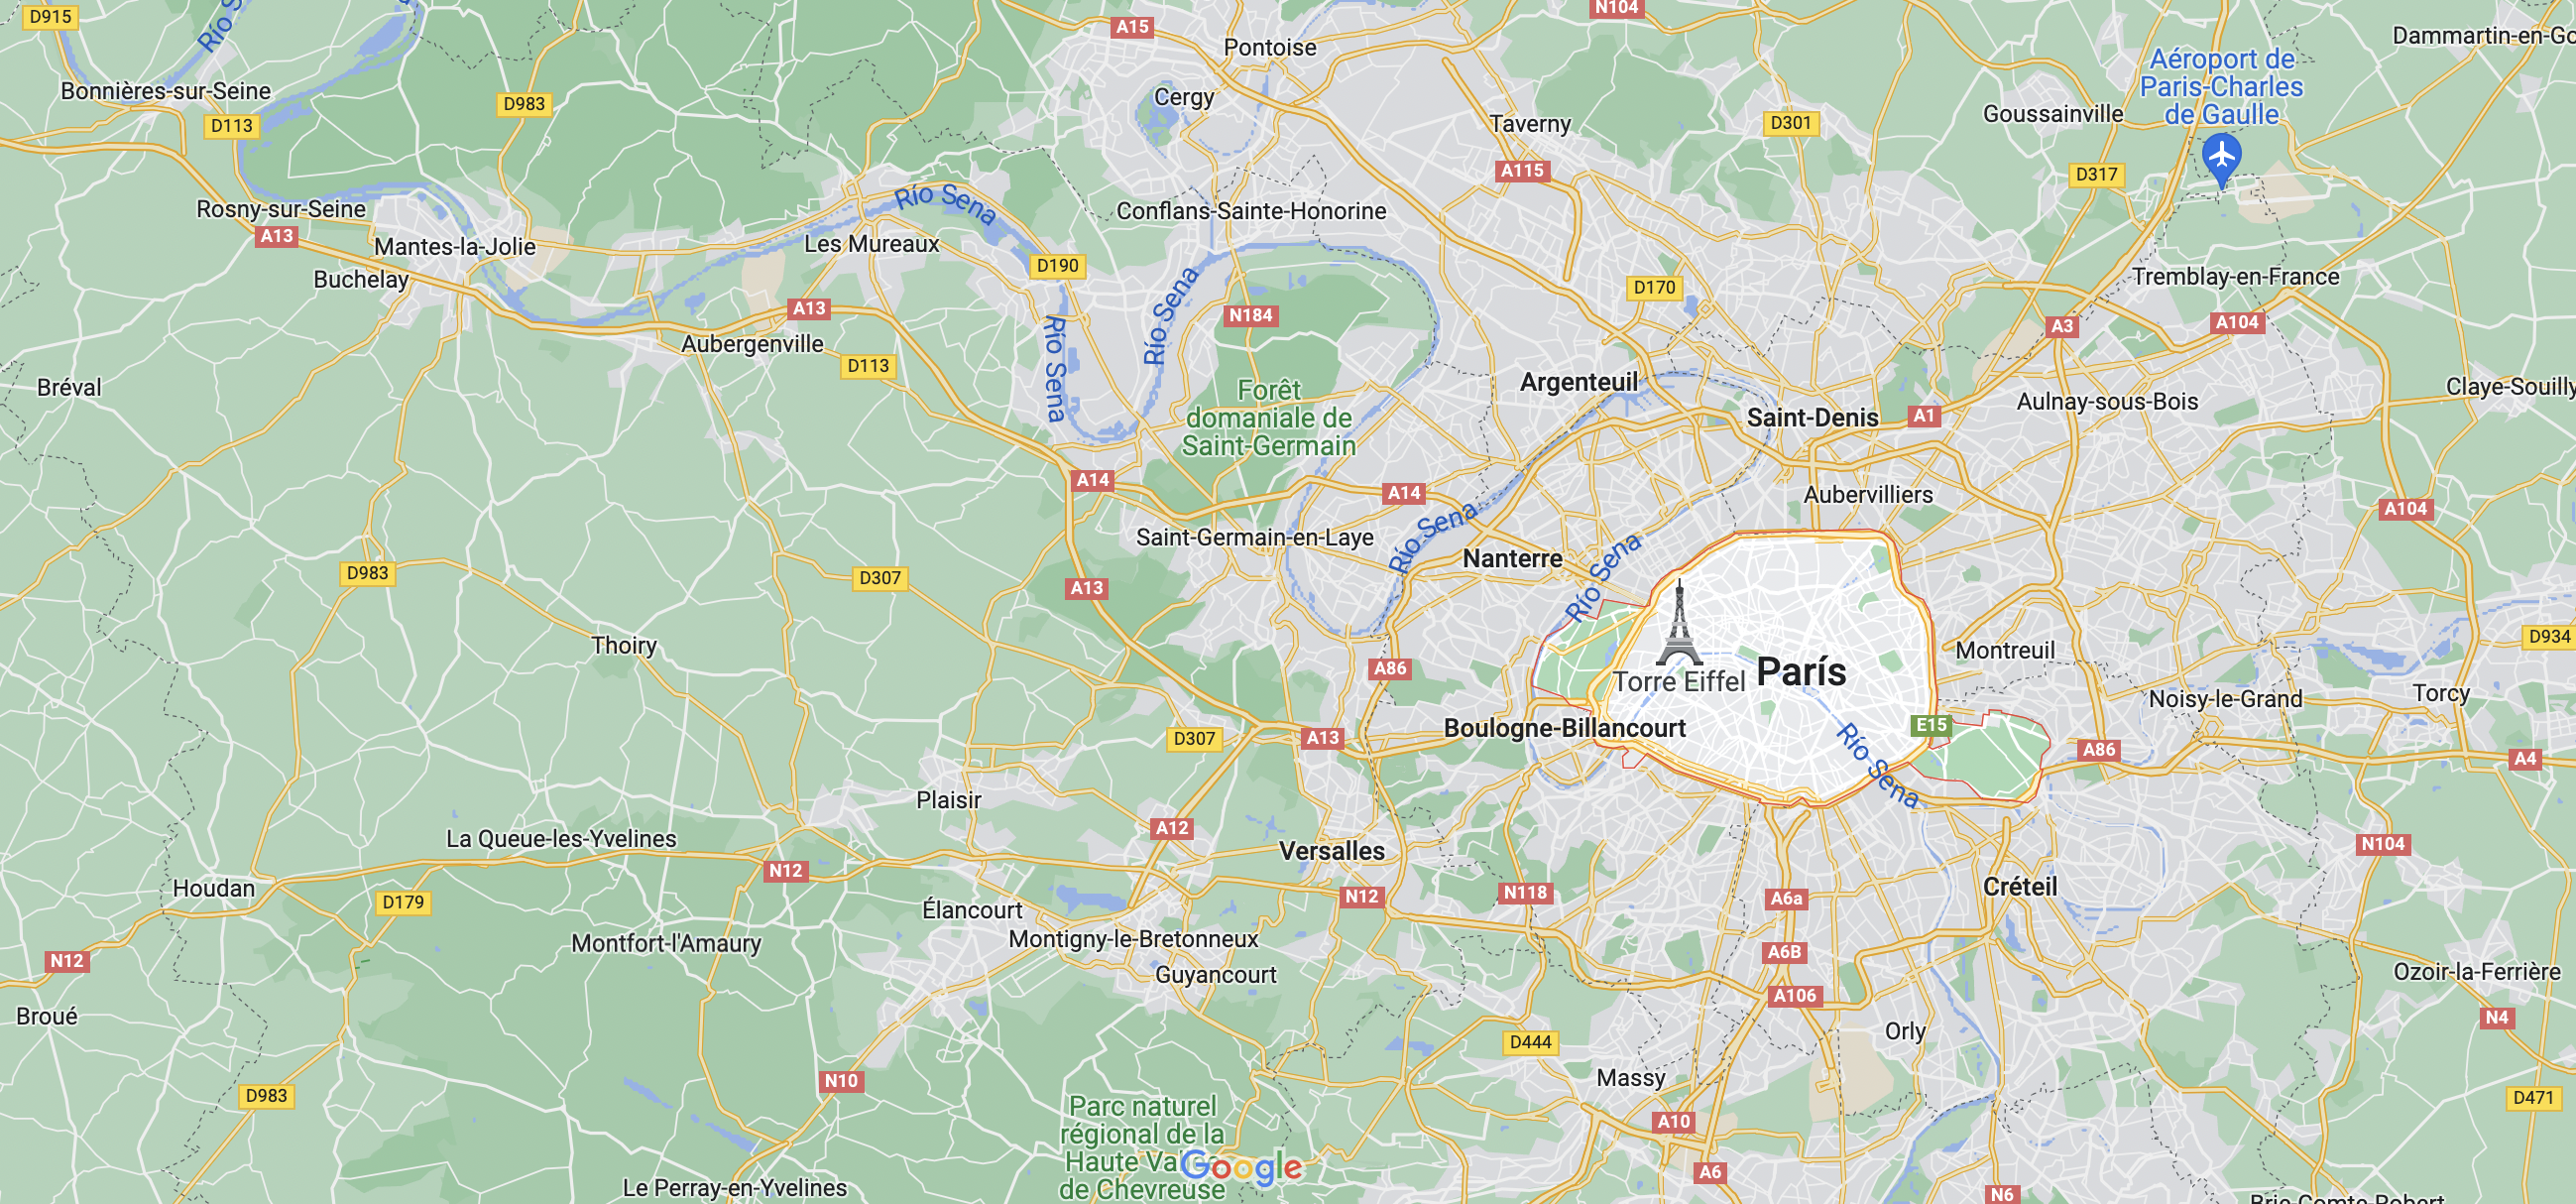 D915
Río S
Bonnières-sur-Seine
D113
D983
A15
Pontoise
Cergy
N104
Taverny
A115
D301
Goussainville
Aéroport de
Paris-Charles
de Gaulle
Dammartin-en-Go
D317
Rosny-sur-Seine
A13
Mantes-la-Jolie
Buchelay
Les Mureaux
Río Sena
D190
Conflans-Sainte-Honorine
Río Sena
Río Sena
N184
D170
Tremblay-en-France
A3
A104
A13
Aubergenville
D113
Bréval
Forêt
domaniale de
Saint-Germain
Argenteuil
Saint-Denis
A1
Aulnay-sous-Bois
Claye-Souilly
A14
A14
Aubervilliers
A104
Saint-Germain-en-Laye
Río Sena
Nanterre
Río Sena
D983
D307
A13
Thoiry
A86
Torre Eiffel
París
Montreuil
D934
Noisy-le-Grand
Torcy
Boulogne-Billancourt
E15
D307
A13
Río Sena
A86
A4
Plaisir
A12
La Queue-les-Yvelines
Versalles
N104
N12
Houdan
D179
Élancourt
N12
N118
A6a
Créteil
Montfort-l'Amaury
Montigny-le-Bretonneux
A6B
N12
Guyancourt
A106
Ozoir-la-Ferrière
Broué
N4
Orly
D444
Massy
N10
D983
D471
Parc naturel
régional de la
Haute Val
de Chevreuse
Google
A10
A6
Le Perray-en-Yvelines
N6
Brie-Comte-Robert